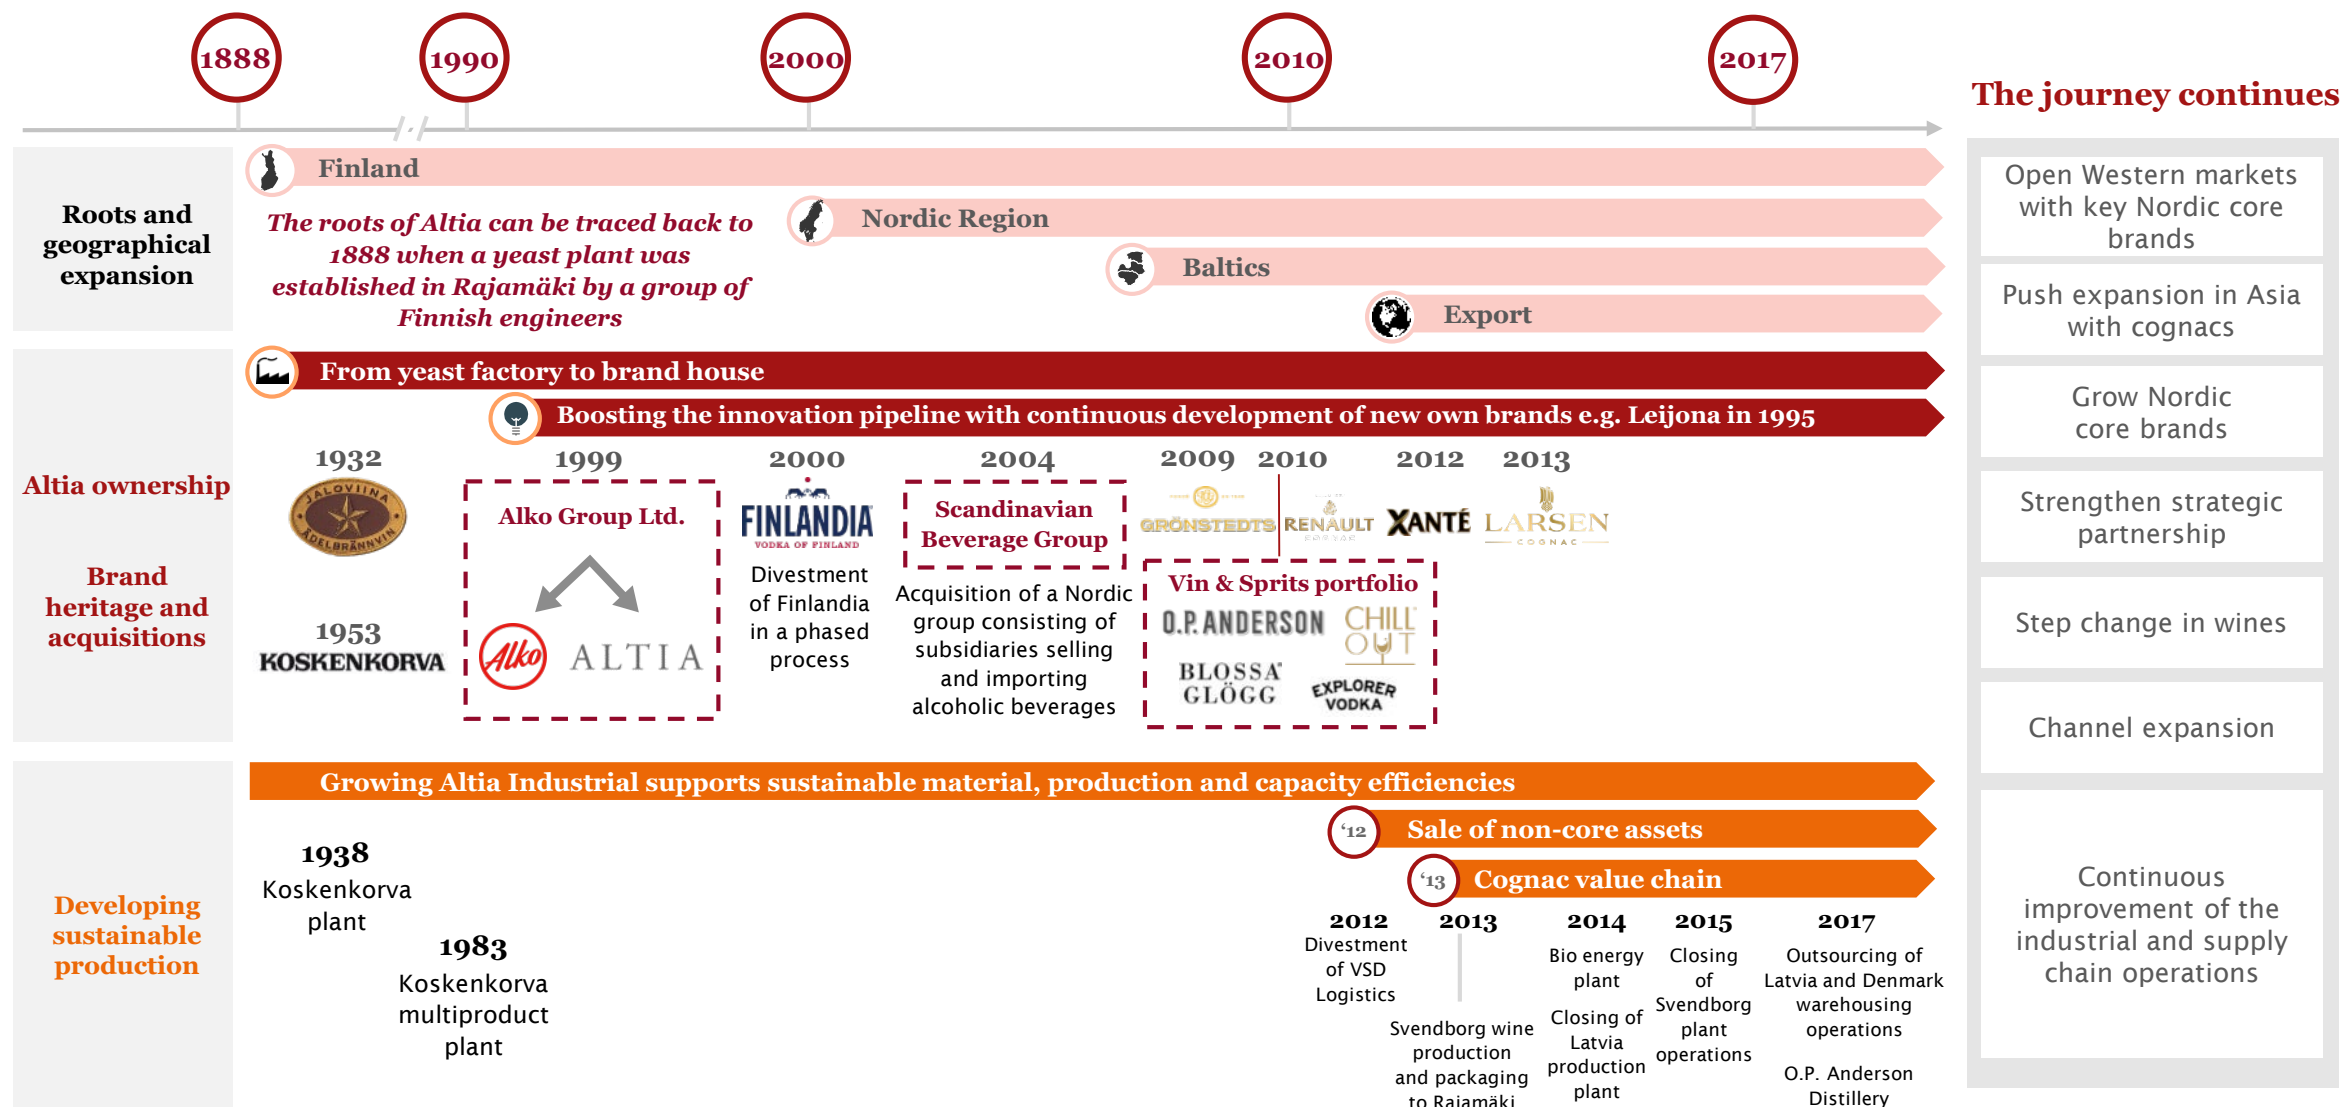 1888
1990
2000
2010
2017
The journey continues
Roots and
geographical
expansion
Finland
The roots of Altia can be traced back to
1888 when a yeast plant was
established in Rajamäki by a group of
Finnish engineers
Nordic Region
Baltics
Export
Altia ownership
Brand
heritage and
acquisitions
From yeast factory to brand house
Boosting the innovation pipeline with continuous development of new own brands e.g. Leijona in 1995
1932
JALOVIINA
ÄDELBRÄNNVIN
1953
KOSKENKORVA
1999
Alko Group Ltd.
Alko
ALTIA
2000
FINLANDIA
VODKA OF FINLAND
Divestment
of Finlandia
in a phased
process
2004
Scandinavian
Beverage Group
Acquisition of a Nordic
group consisting of
subsidiaries selling
and importing
alcoholic beverages
2009
GRÖNSTEDTS
2010
RENAULT
COGNAC
2012
XANTÉ
2013
LARSEN
COGNAC
Vin & Sprits portfolio
O.P. ANDERSON
CHILL
OUT
BLOSSA
GLÖGG
EXPLORER
VODKA
Developing
sustainable
production
Growing Altia Industrial supports sustainable material, production and capacity efficiencies
‘12
Sale of non-core assets
‘13
Cognac value chain
1938
Koskenkorva
plant
1983
Koskenkorva
multiproduct
plant
2012
Divestment
of VSD
Logistics
2013
Svendborg wine
production
and packaging
to Rajamäki
2014
Bio energy
plant
Closing of
Latvia
production
plant
2015
Closing
of
Svendborg
plant
operations
2017
Outsourcing of
Latvia and Denmark
warehousing
operations
O.P. Anderson
Distillery
Open Western markets
with key Nordic core
brands
Push expansion in Asia
with cognacs
Grow Nordic
core brands
Strengthen strategic
partnership
Step change in wines
Channel expansion
Continuous
improvement of the
industrial and supply
chain operations